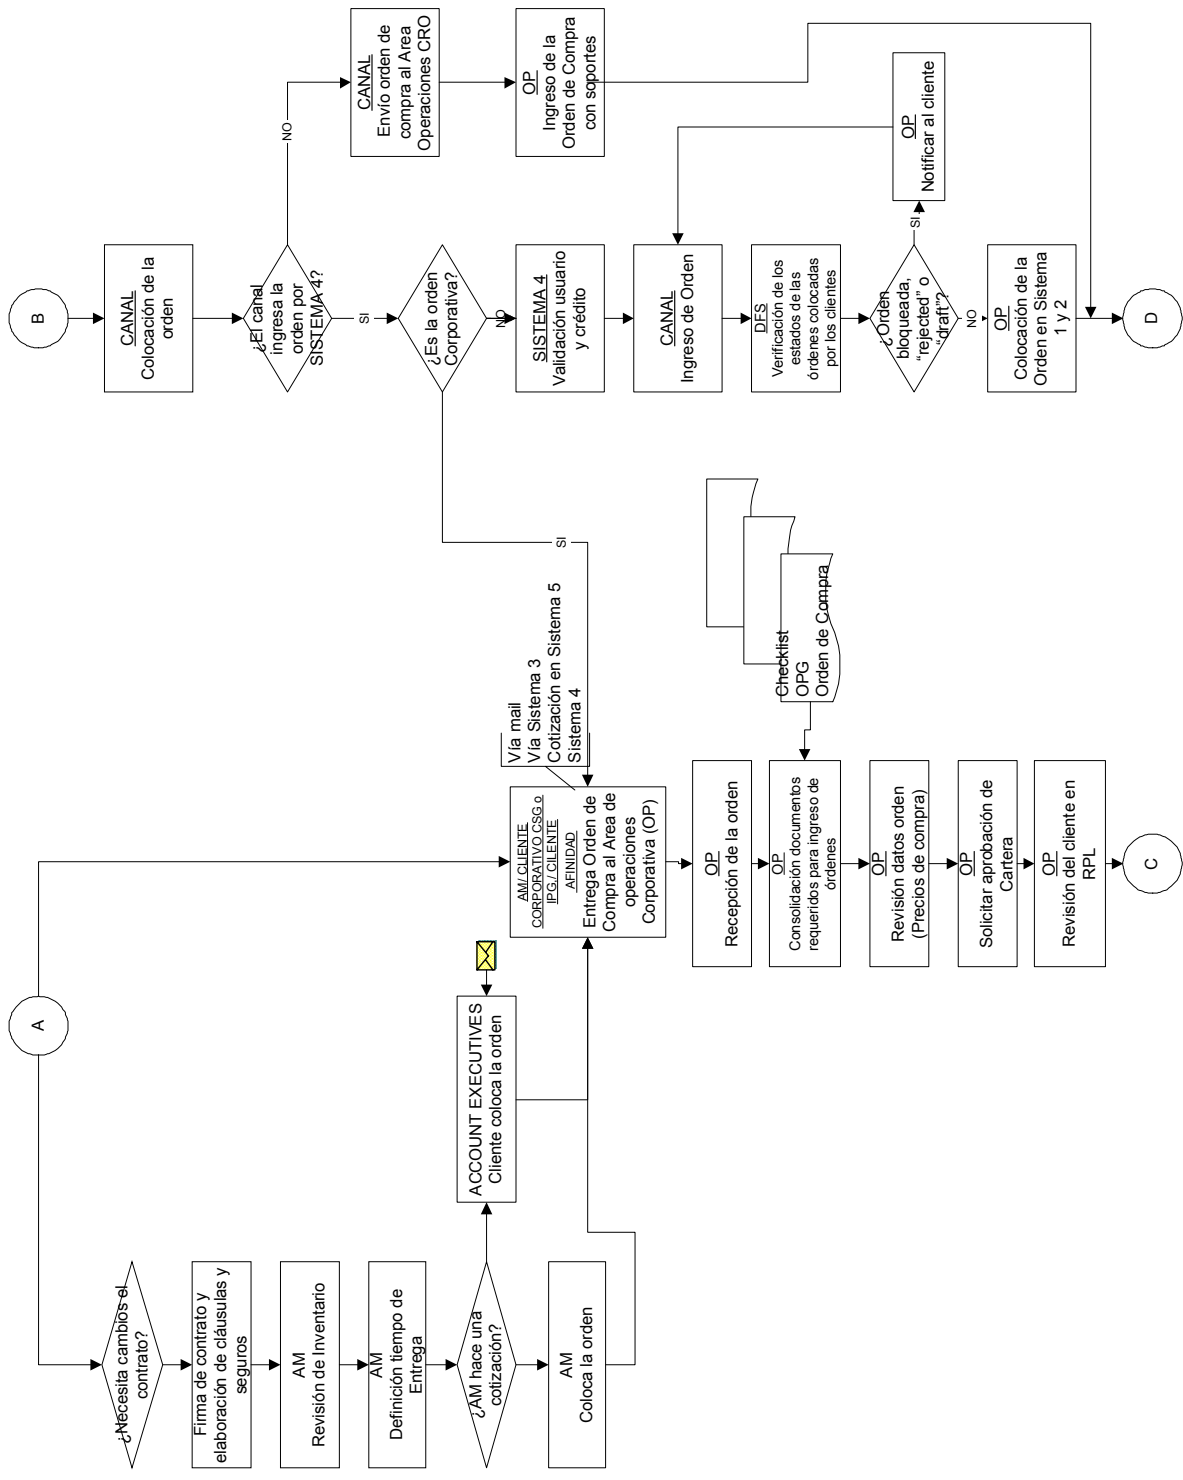 A
¿Necesita cambios el
contrato?
Firma de contrato y
elaboración de cláusulas y
seguros
AM
Revisión de Inventario
AM
Definición tiempo de
Entrega
¿AM hace una
cotización?
AM
Coloca la orden
ACCOUNT EXECUTIVES
Cliente coloca la orden
AM/ CLIENTE
CORPORATIVO CSG o
IPG,/ CILENTE
AFINIDAD
Entrega Orden de
Compra al Area de
operaciones
Corporativa (OP)
Vía mail
Vía Sistema 3
Cotización en Sistema 5
Sistema 4
OP
Recepción de la orden
OP
Consolidación documentos
requeridos para ingreso de
órdenes
Checklist
OPG
Orden de Compra
OP
Revisión datos orden
(Precios de compra)
OP
Solicitar aprobación de
Cartera
OP
Revisión del cliente en
RPL
C
B
CANAL
Colocación de la
orden
¿El canal
ingresa la
orden por
SISTEMA 4?
NO
SI
CANAL
Envío orden de
compra al Area
Operaciones CRO
OP
Ingreso de la
Orden de Compra
con soportes
¿Es la orden
Corporativa?
SI
NO
SISTEMA 4
Validación usuario
y crédito
CANAL
Ingreso de Orden
DFS
Verificación de los
estados de las
órdenes colocadas
por los clientes
¿Orden
bloqueada,
“rejected” o
“draft”?
SI
NO
OP
Notificar al cliente
OP
Colocación de la
Orden en Sistema
1 y 2
D